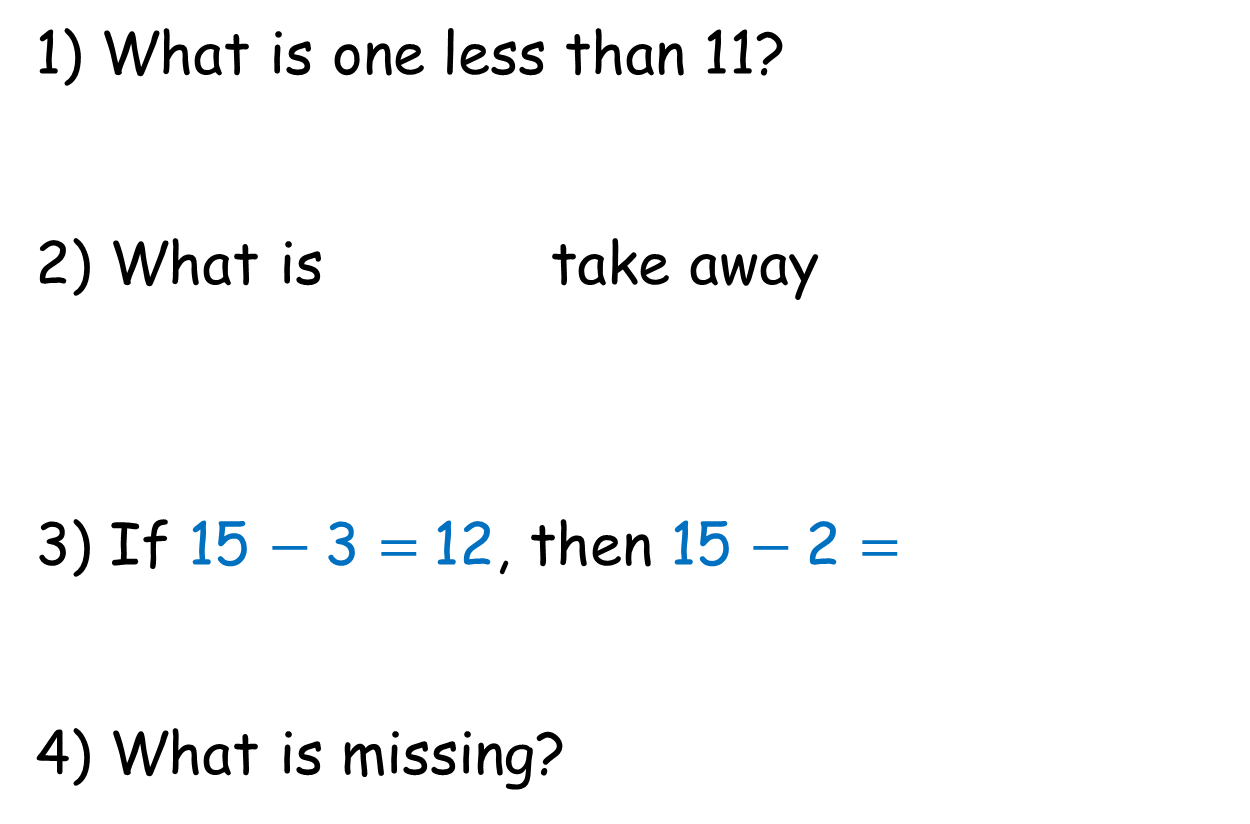 1) What is one less than 11?
2) What is take away
3) If 15 – 3 = 12, then 15 – 2 =
4) What is missing?